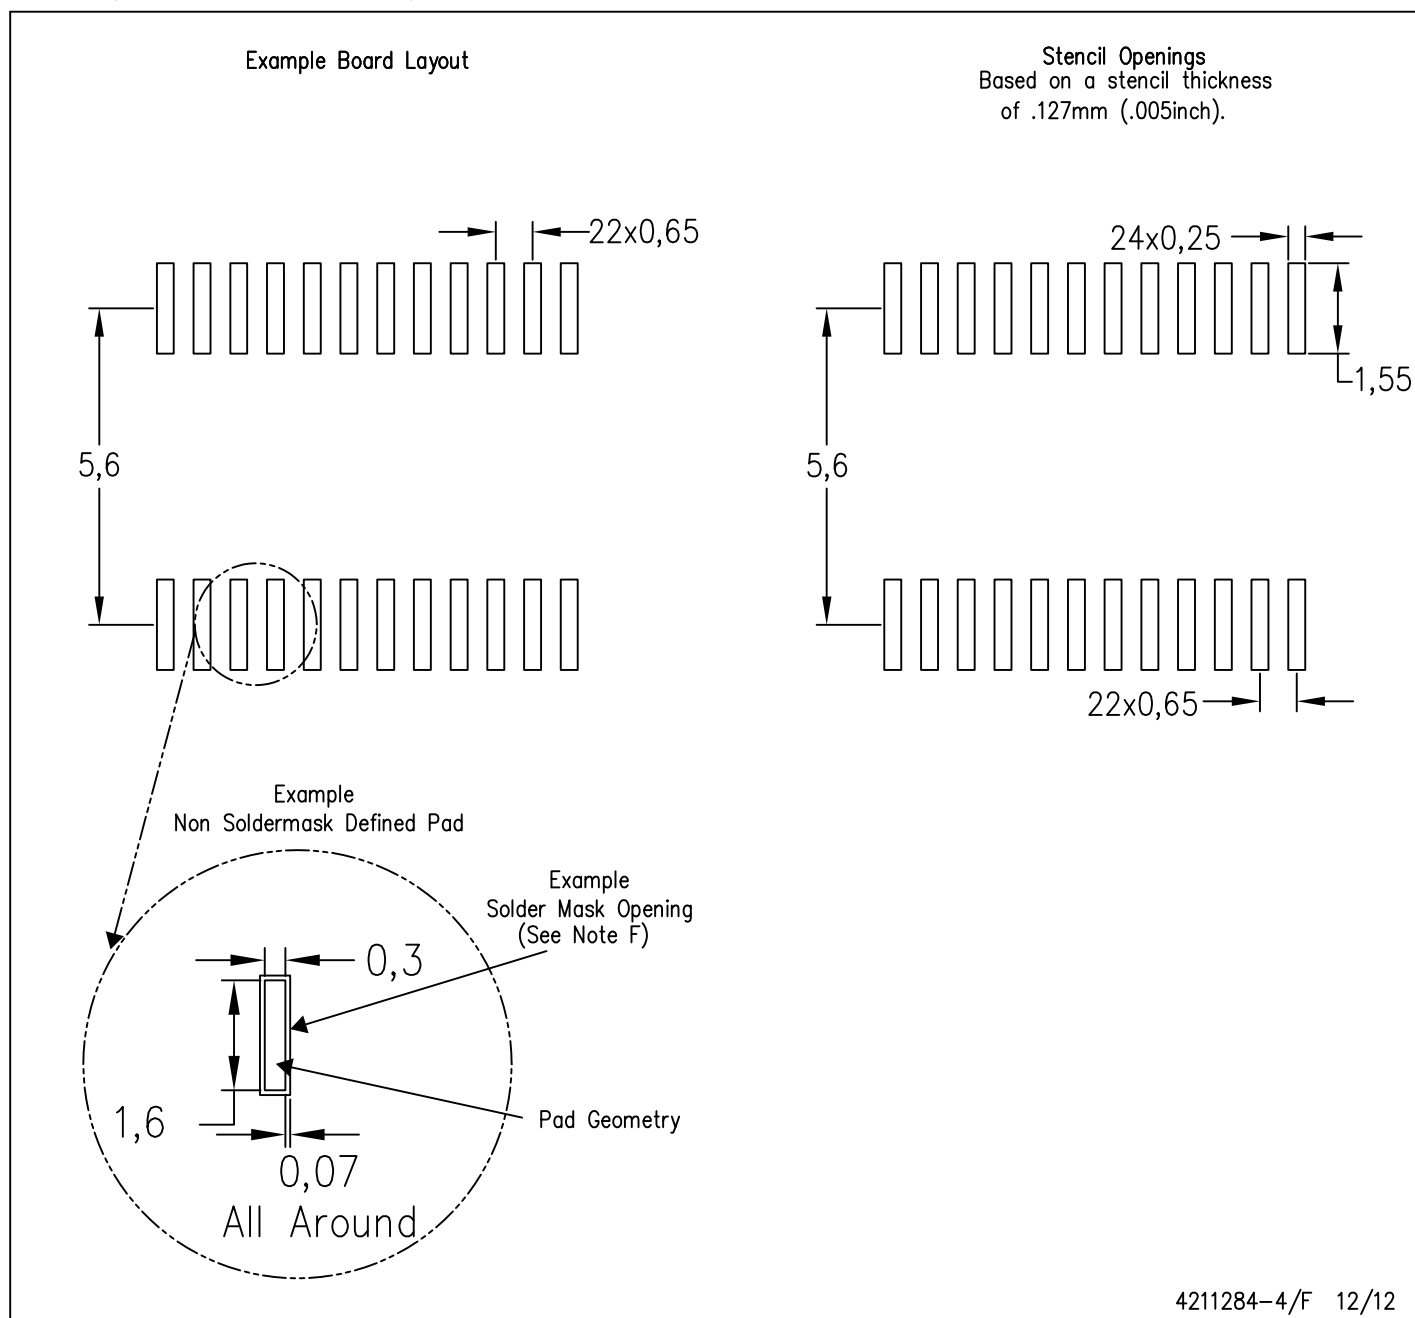 Example Board Layout
Stencil Openings
Based on a stencil thickness
of .127mm (.005inch).
22x0,65
24x0,25
1,55
5,6
5,6
22x0,65
Example
Non Soldermask Defined Pad
Example
Solder Mask Opening
(See Note F)
0,3
1,6
Pad Geometry
0,07
All Around
4211284-4/F 12/12